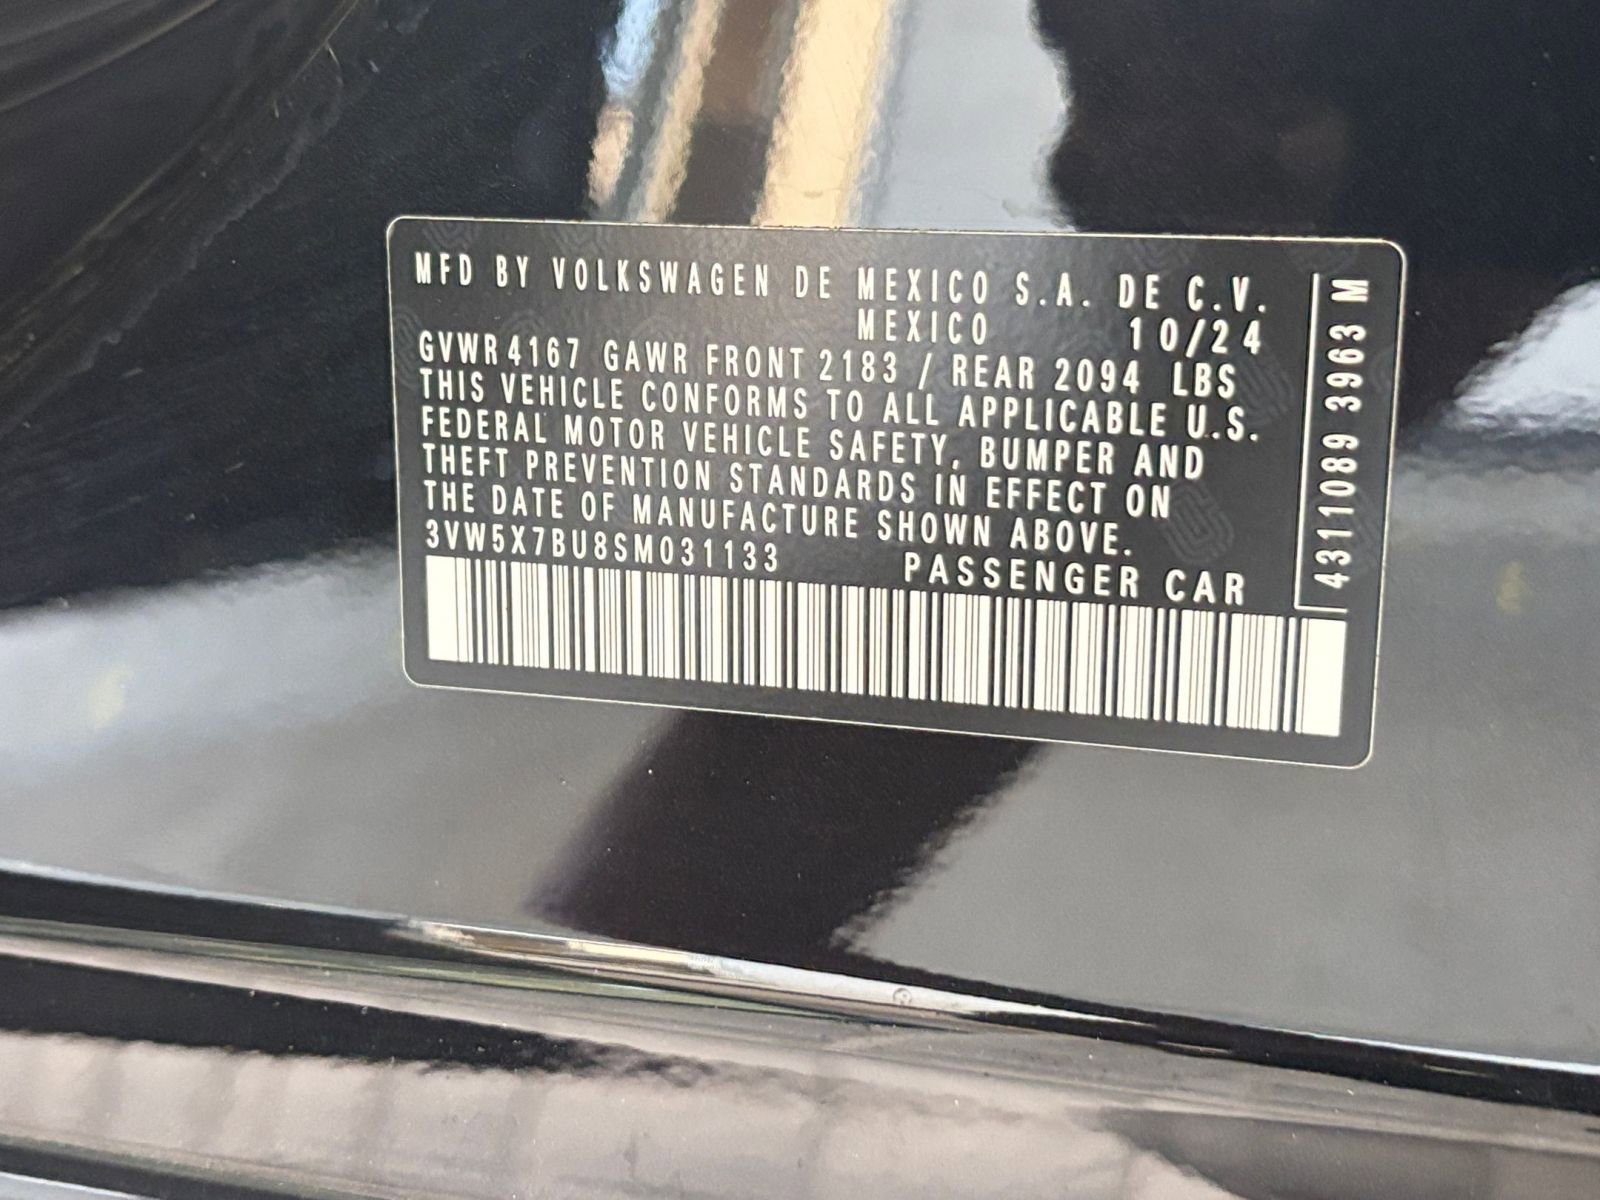 MFD BY VOLKSWAGEN DE MEXICO S.A. DE C.V.
MEXICO 10/24
GVWR 4167 GAWR FRONT 2183 / REAR 2094 LBS
THIS VEHICLE CONFORMS TO ALL APPLICABLE U.S.
FEDERAL MOTOR VEHICLE SAFETY, BUMPER AND
THEFT PREVENTION STANDARDS IN EFFECT ON
THE DATE OF MANUFACTURE SHOWN ABOVE.
3VW5X7BU8SM031133 PASSENGER CAR
4311089 3963 M